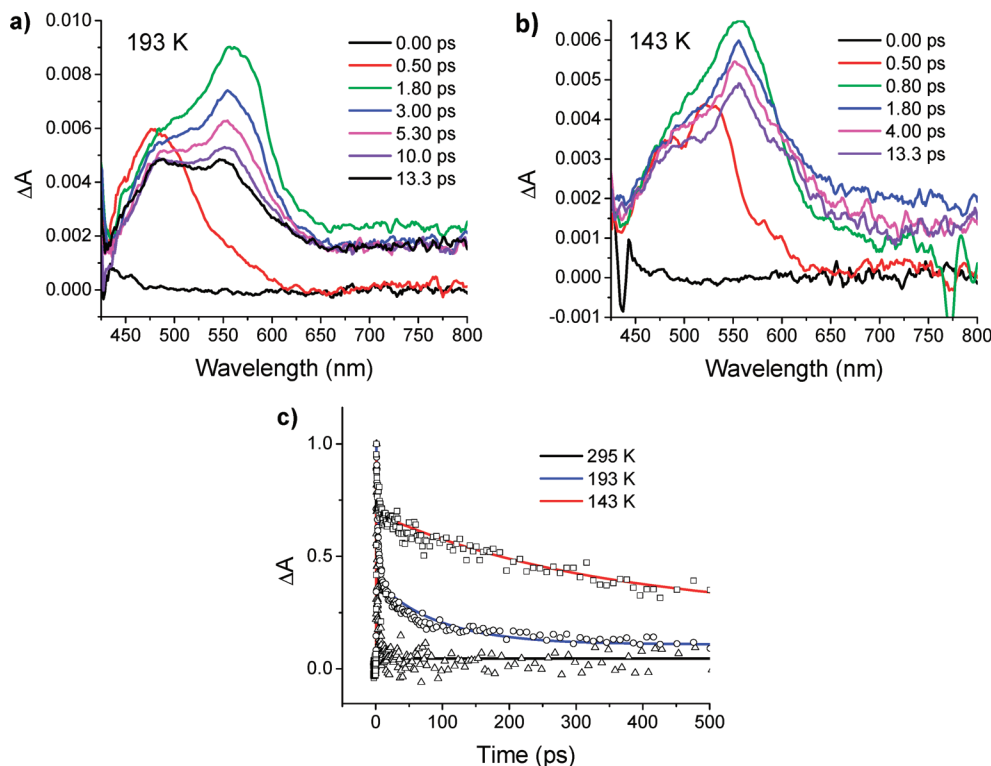 a)
193 K
0.00 ps
0.50 ps
1.80 ps
3.00 ps
5.30 ps
10.0 ps
13.3 ps
0.010
0.008
0.006
0.004
0.002
0.000
ΔA
450 500 550 600 650 700 750 800
Wavelength (nm)
b)
143 K
0.00 ps
0.50 ps
0.80 ps
1.80 ps
4.00 ps
13.3 ps
0.006
0.005
0.004
0.003
0.002
0.001
0.000
-0.001
ΔA
450 500 550 600 650 700 750 800
Wavelength (nm)
c)
295 K
193 K
143 K
1.0
0.5
0.0
ΔA
0 100 200 300 400 500
Time (ps)